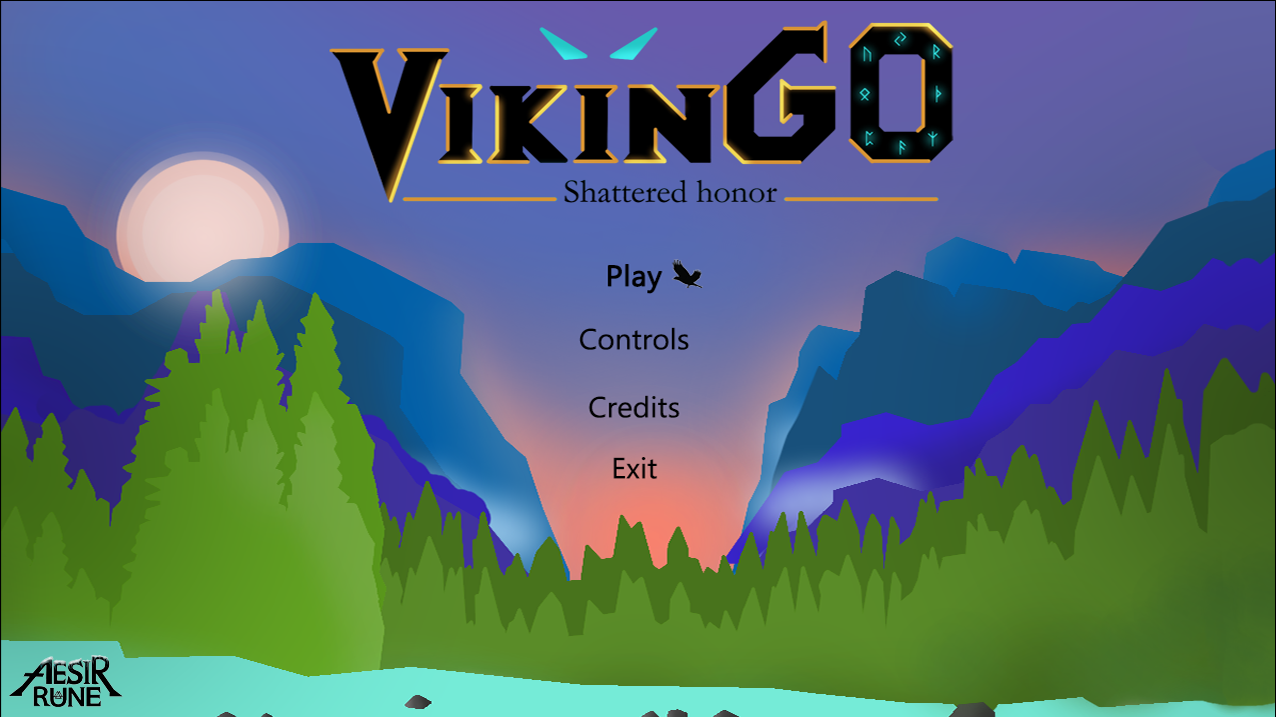 VIKINGO
Shattered honor
Play
Controls
Credits
Exit
AESIR
RUNE